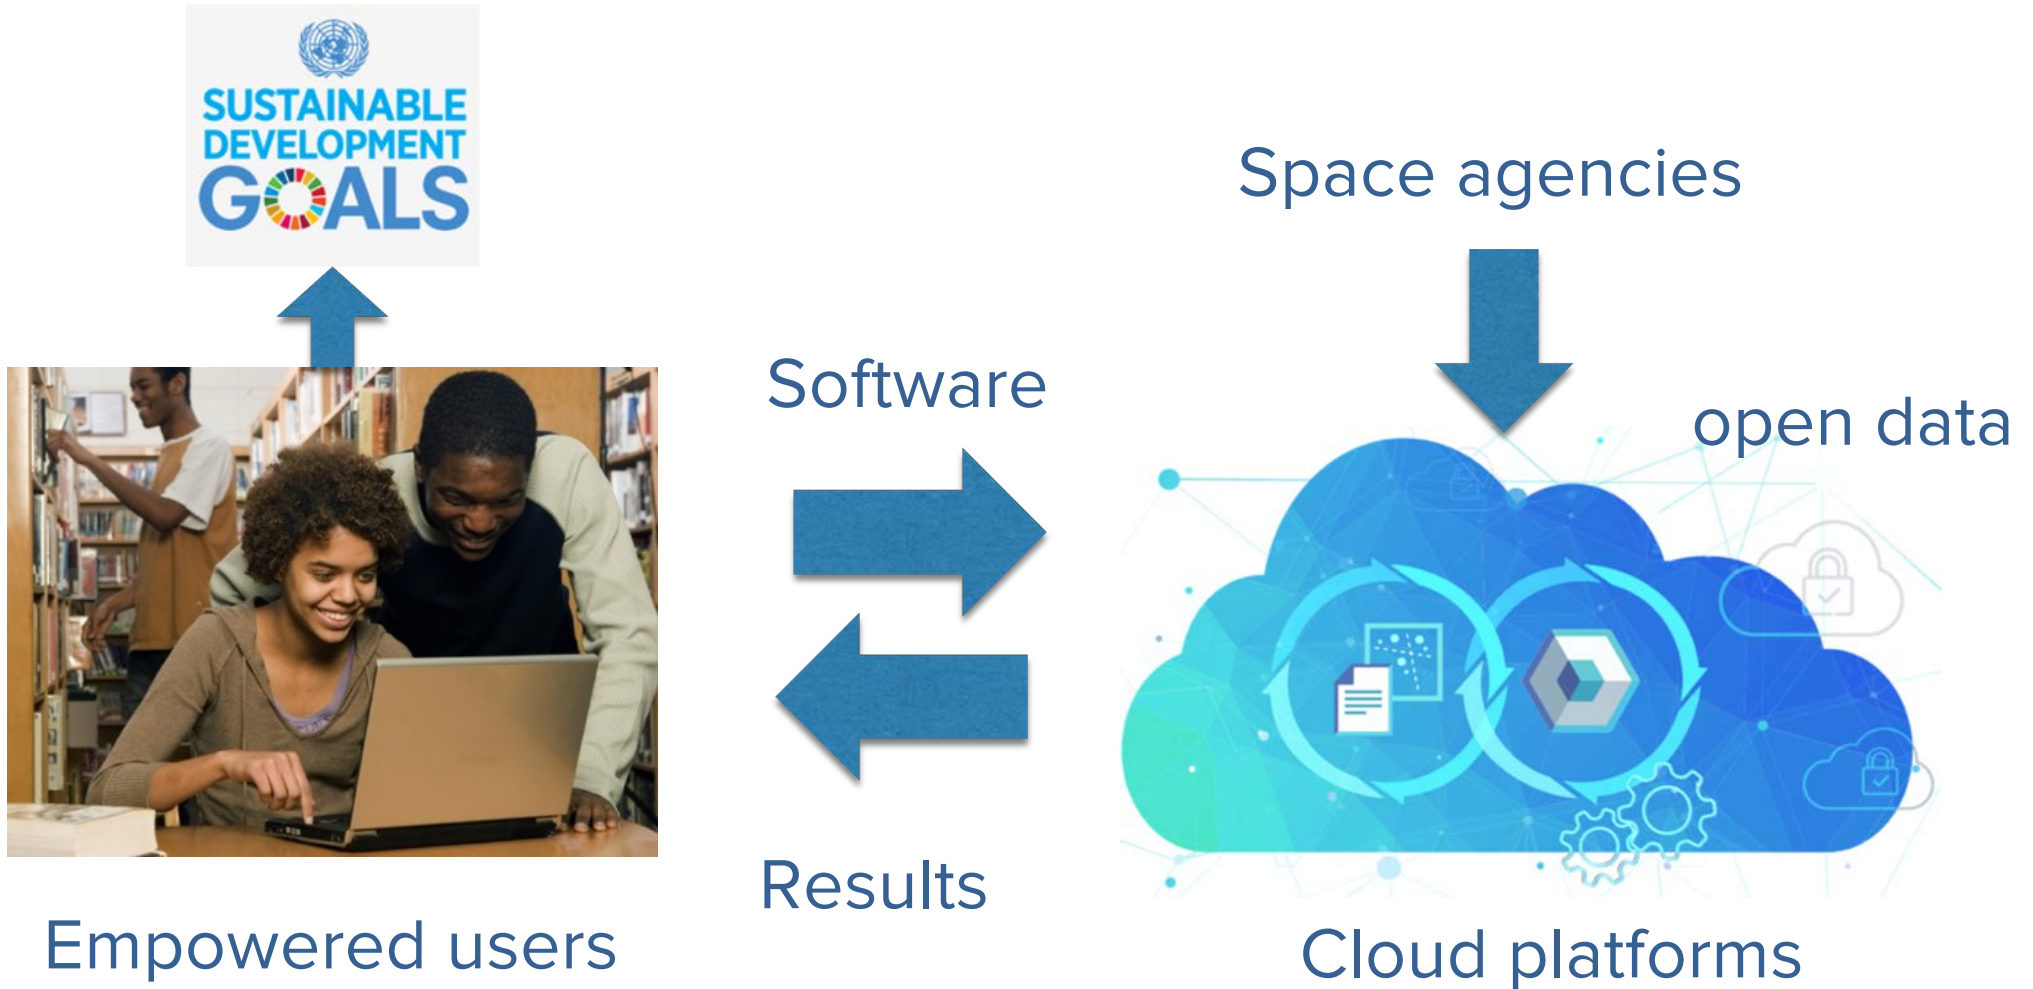 SUSTAINABLE
DEVELOPMENT
GOALS
Space agencies
Software
open data
Results
Empowered users
Cloud platforms